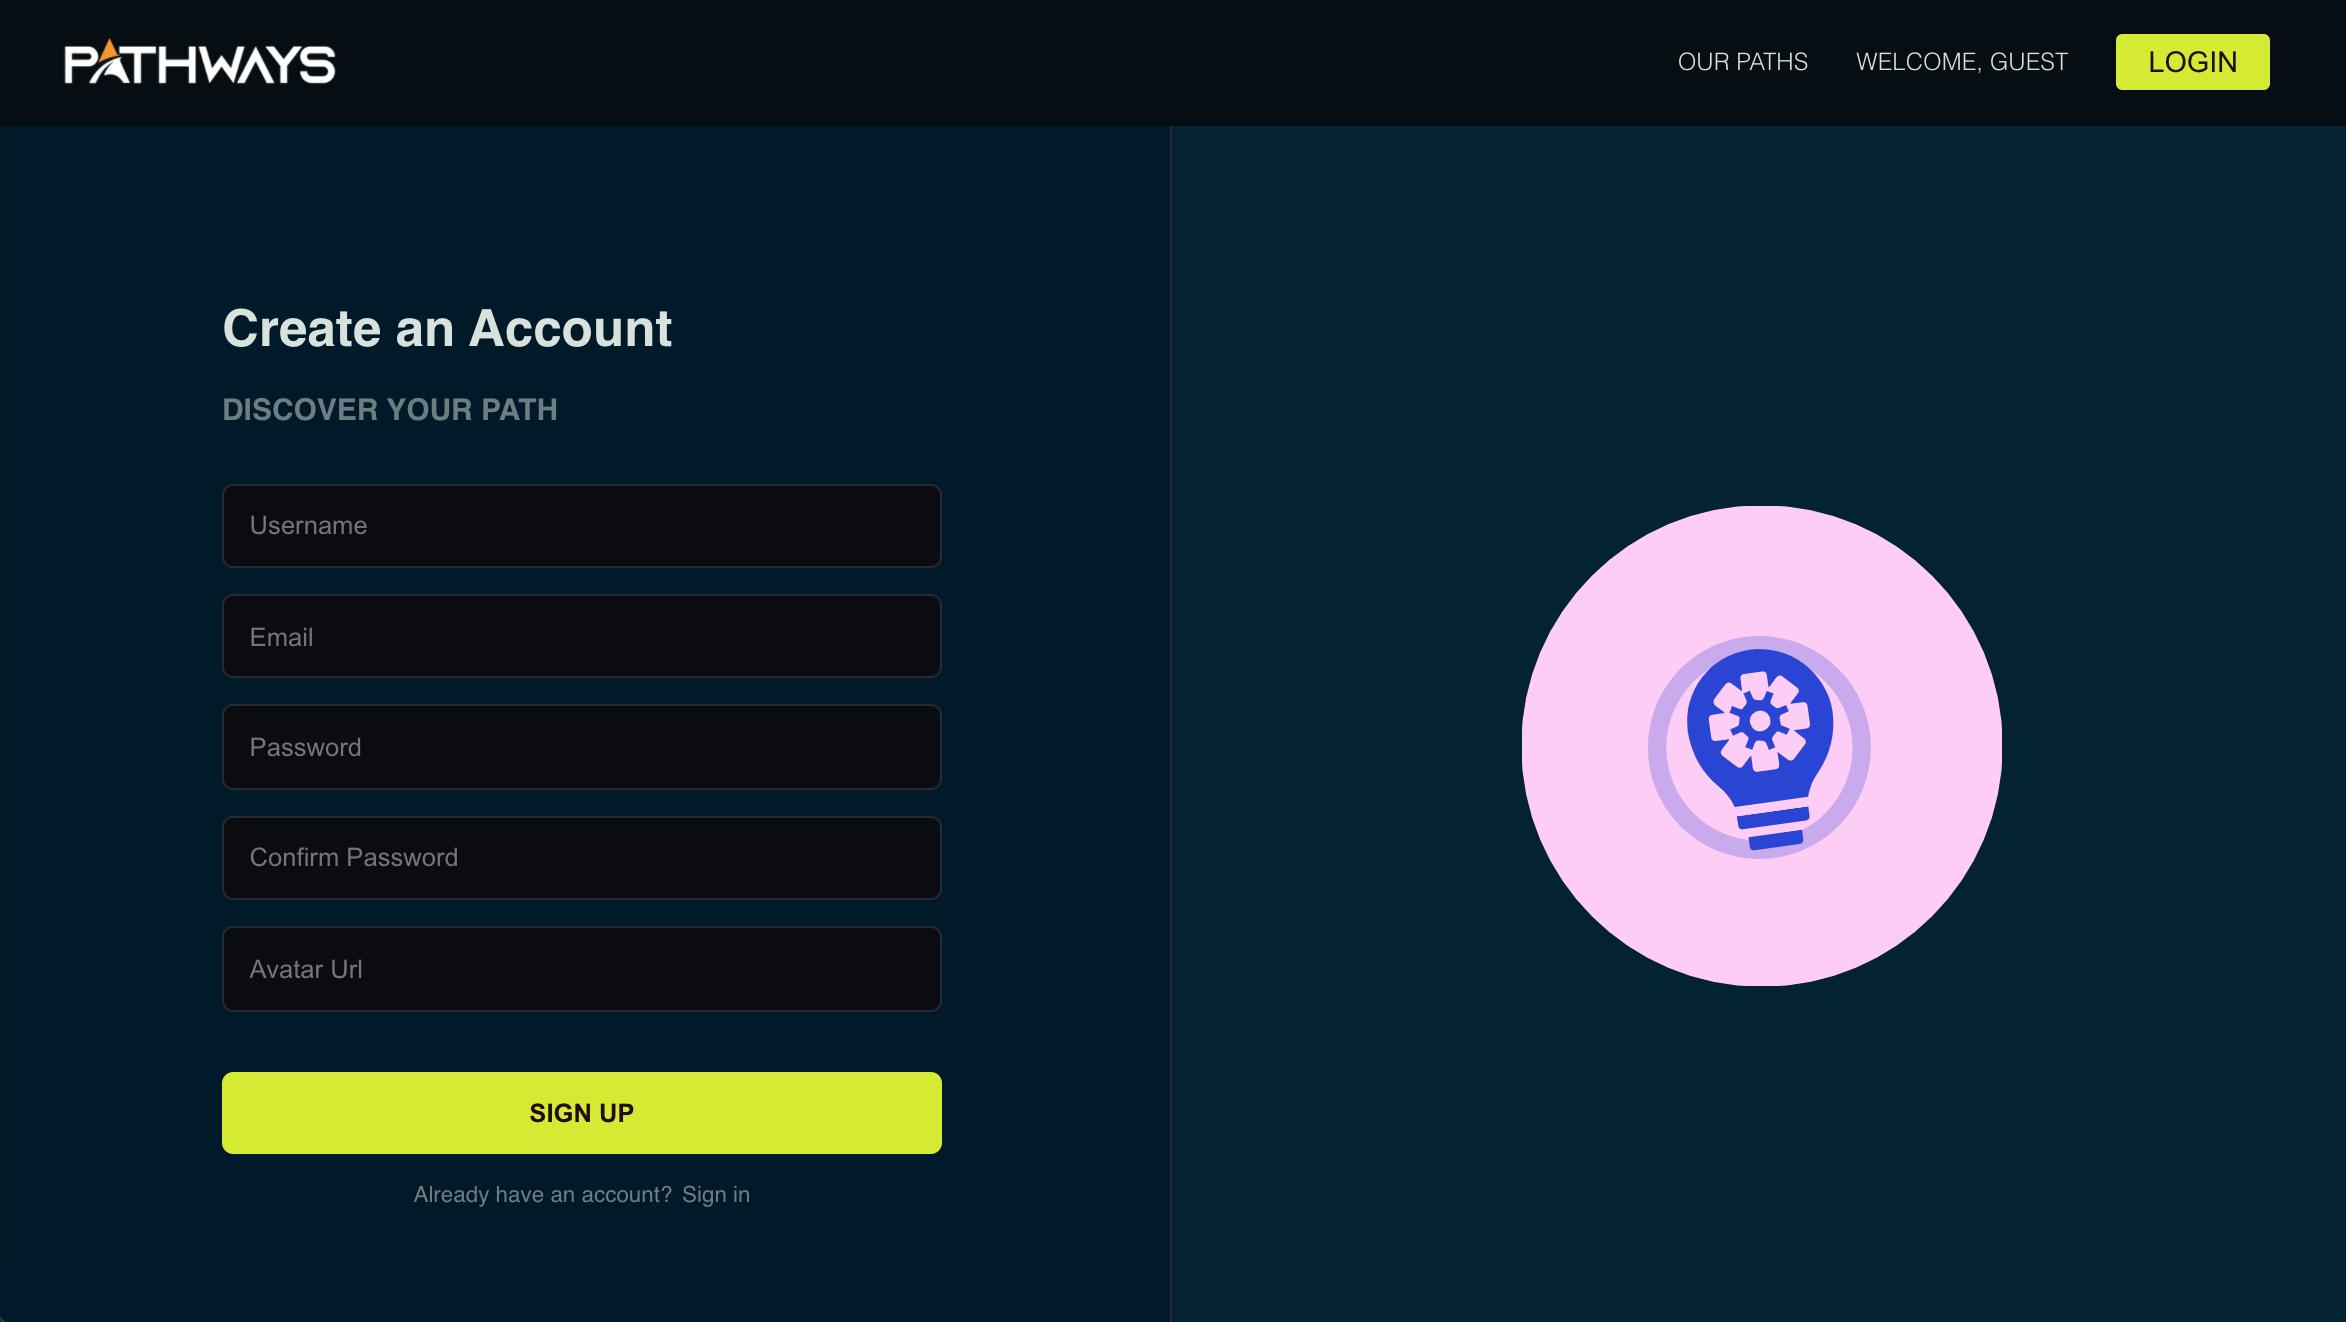 PATHWAYS
OUR PATHS
WELCOME, GUEST
LOGIN
Create an Account
DISCOVER YOUR PATH
Username
Email
Password
Confirm Password
Avatar Url
SIGN UP
Already have an account? Sign in